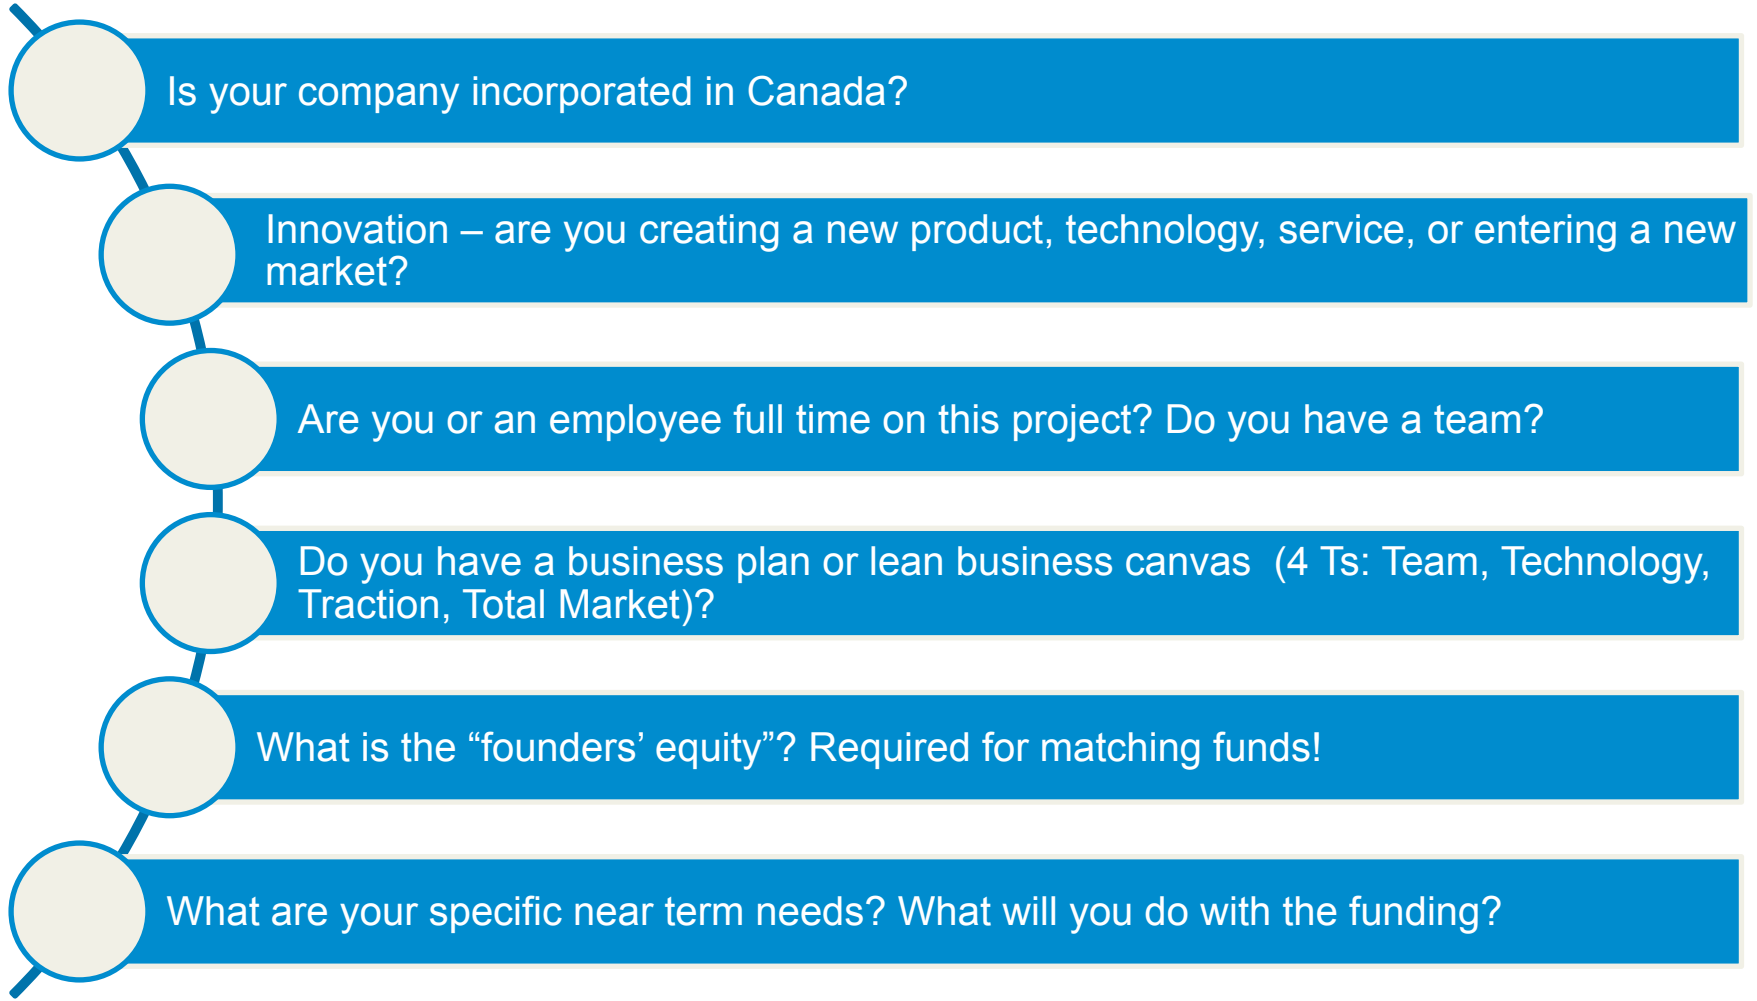 Is your company incorporated in Canada?
Innovation – are you creating a new product, technology, service, or entering a new
market?
Are you or an employee full time on this project? Do you have a team?
Do you have a business plan or lean business canvas  (4 Ts: Team, Technology,
Traction, Total Market)?
What is the “founders’ equity”? Required for matching funds!
What are your specific near term needs? What will you do with the funding?